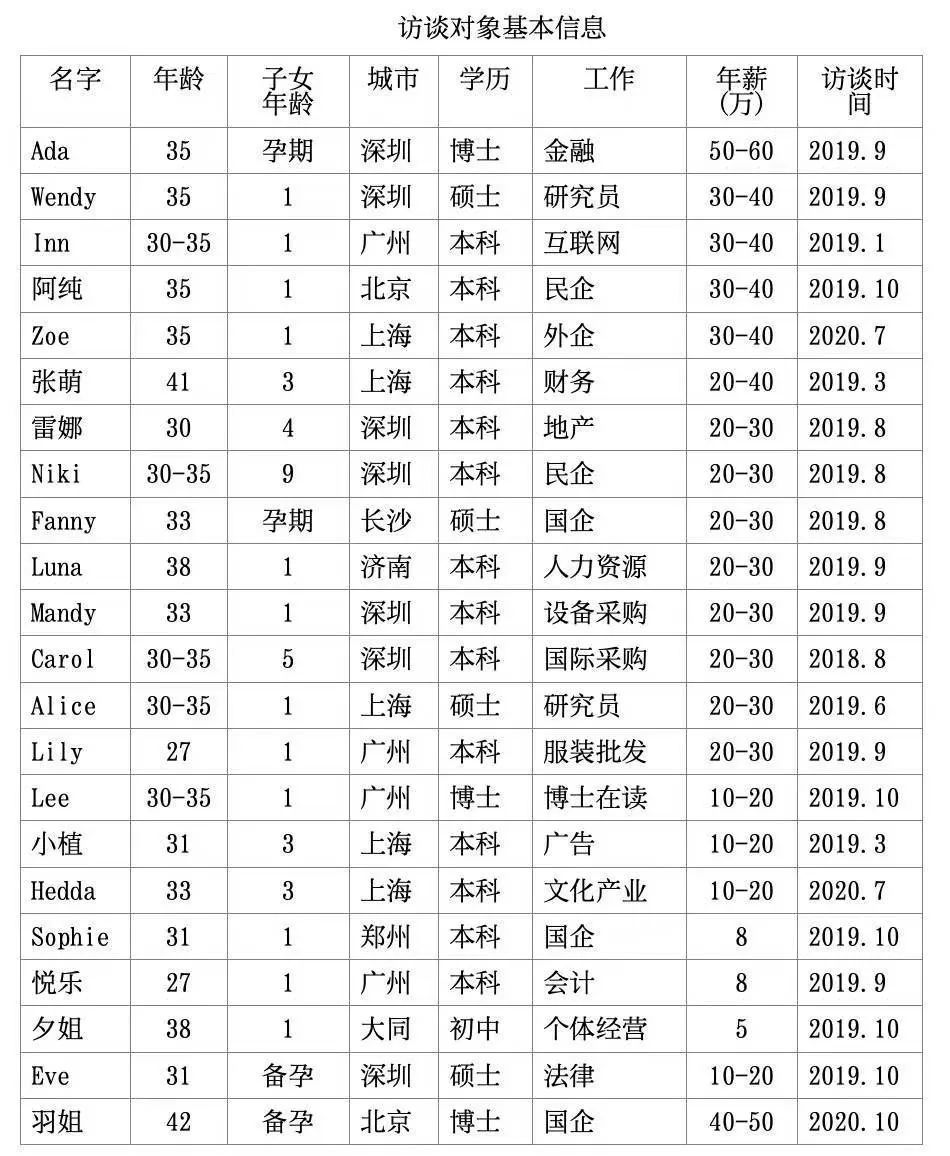 访谈对象基本信息
名字 年龄 子女年龄 城市 学历 工作 年薪(万) 访谈时间
Ada 35 孕期 深圳 博士 金融 50-60 2019.9
Wendy 35 1 深圳 硕士 研究员 30-40 2019.9
Inn 30-35 1 广州 本科 互联网 30-40 2019.1
阿纯 35 1 北京 本科 民企 30-40 2019.10
Zoe 35 1 上海 本科 外企 30-40 2020.7
张萌 41 3 上海 本科 财务 20-40 2019.3
雷娜 30 4 深圳 本科 地产 20-30 2019.8
Niki 30-35 9 深圳 本科 民企 20-30 2019.8
Fanny 33 孕期 长沙 硕士 国企 20-30 2019.8
Luna 38 1 济南 本科 人力资源 20-30 2019.9
Mandy 33 1 深圳 本科 设备采购 20-30 2019.9
Carol 30-35 5 深圳 本科 国际采购 20-30 2018.8
Alice 30-35 1 上海 硕士 研究员 20-30 2019.6
Lily 27 1 广州 本科 服装批发 20-30 2019.9
Lee 30-35 1 广州 博士 博士在读 10-20 2019.10
小植 31 3 上海 本科 广告 10-20 2019.3
Hedda 33 3 上海 本科 文化产业 10-20 2020.7
Sophie 31 1 郑州 本科 国企 8 2019.10
悦乐 27 1 广州 本科 会计 8 2019.9
夕姐 38 1 大同 初中 个体经营 5 2019.10
Eve 31 备孕 深圳 硕士 法律 10-20 2019.10
羽姐 42 备孕 北京 博士 国企 40-50 2020.10